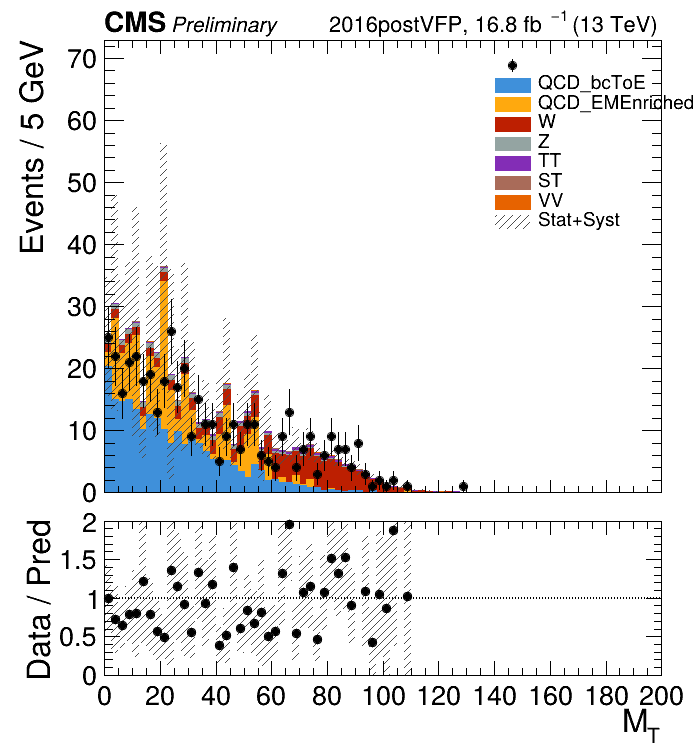 CMS Preliminary 2016postVFP, 16.8 fb⁻¹ (13 TeV)
Events / 5 GeV
70
60
50
40
30
20
10
0
QCD_bcToE
QCD_EMEnriched
W
Z
TT
ST
VV
Stat+Syst
Data / Pred
2
1.5
1
0.5
0
0 20 40 60 80 100 120 140 160 180 200
M_T